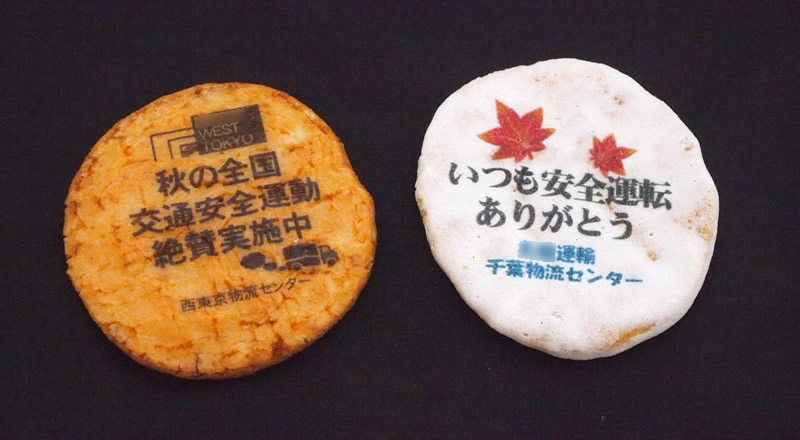 WEST
TOKYO
秋の全国
交通安全運動
絶賛実施中
西東京物流センター
いつも安全運転
ありがとう
運輸
千葉物流センター